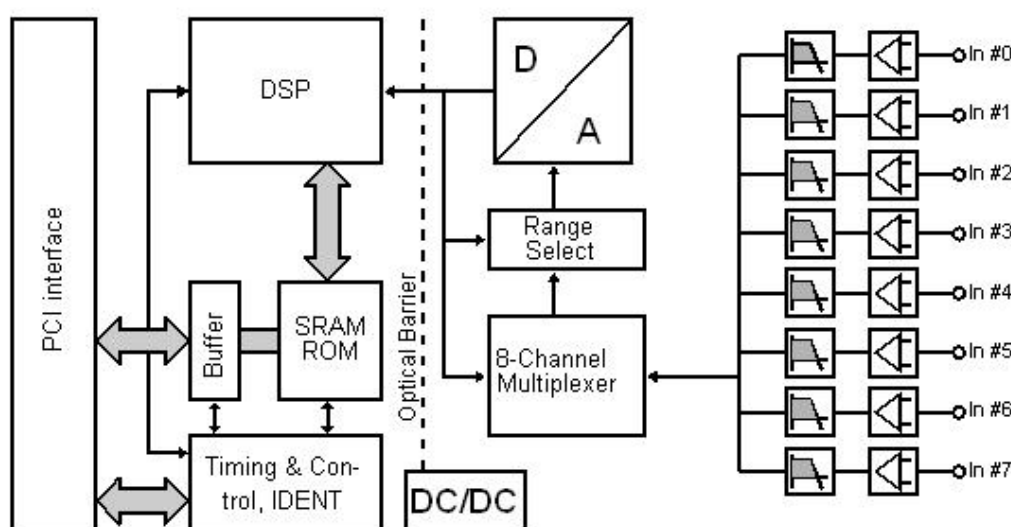 PCI interface
DSP
Buffer
SRAM
ROM
Timing & Con-
trol, IDENT
Optical Barrier
DC/DC
D
A
Range
Select
8-Channel
Multiplexer
In #0
In #1
In #2
In #3
In #4
In #5
In #6
In #7